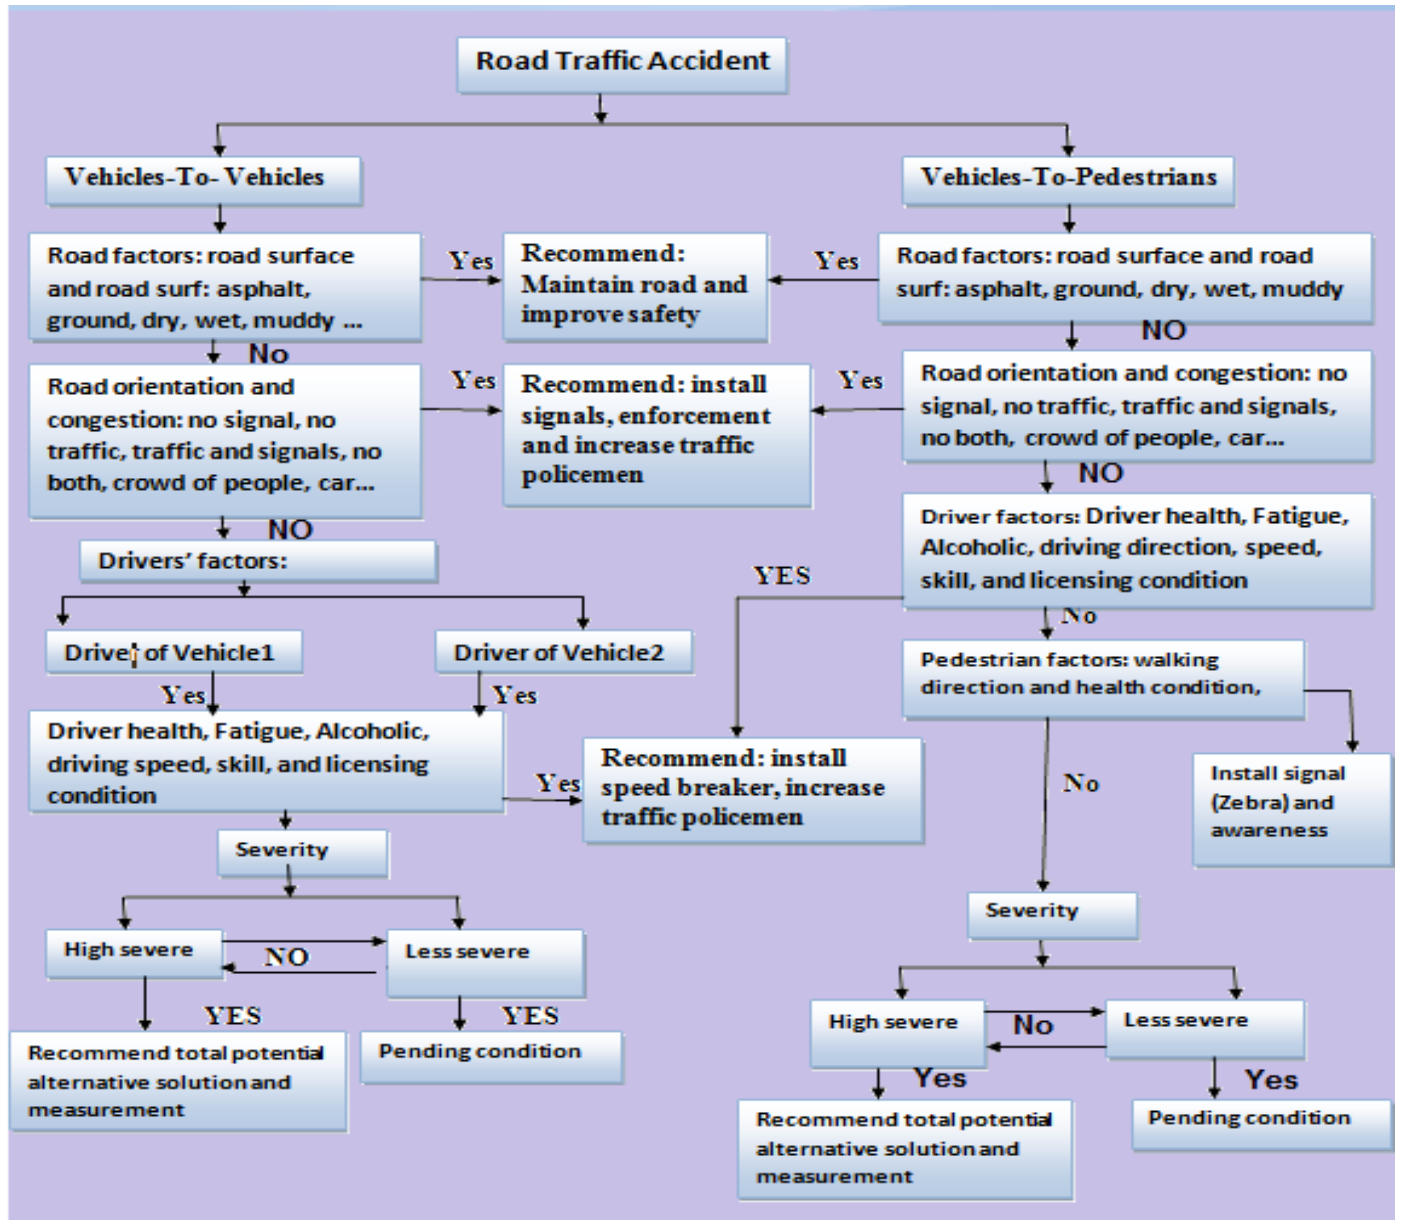 Road Traffic Accident
Vehicles-To- Vehicles
Vehicles-To-Pedestrians
Road factors: road surface
and road surf: asphalt,
ground, dry, wet, muddy ...
Yes
Recommend:
Maintain road and
improve safety
Yes
Road factors: road surface and road
surf: asphalt, ground, dry, wet, muddy
No
NO
Road orientation and
congestion: no signal, no
traffic, traffic and signals, no
both, crowd of people, car...
Yes
Recommend: install
signals, enforcement
and increase traffic
policemen
Yes
Road orientation and congestion: no
signal, no traffic, traffic and signals,
no both, crowd of people, car...
NO
NO
Drivers' factors:
Driver factors: Driver health, Fatigue,
Alcoholic, driving direction, speed,
skill, and licensing condition
YES
No
Driver of Vehicle1
Driver of Vehicle2
Pedestrian factors: walking
direction and health condition,
Yes
Yes
Driver health, Fatigue, Alcoholic,
driving speed, skill, and licensing
condition
Yes
Recommend: install
speed breaker, increase
traffic policemen
No
Install signal
(Zebra) and
awareness
Severity
Severity
High severe
NO
Less severe
YES
YES
High severe
No
Less severe
Recommend total potential
alternative solution and
measurement
Pending condition
Yes
Yes
Recommend total potential
alternative solution and
measurement
Pending condition